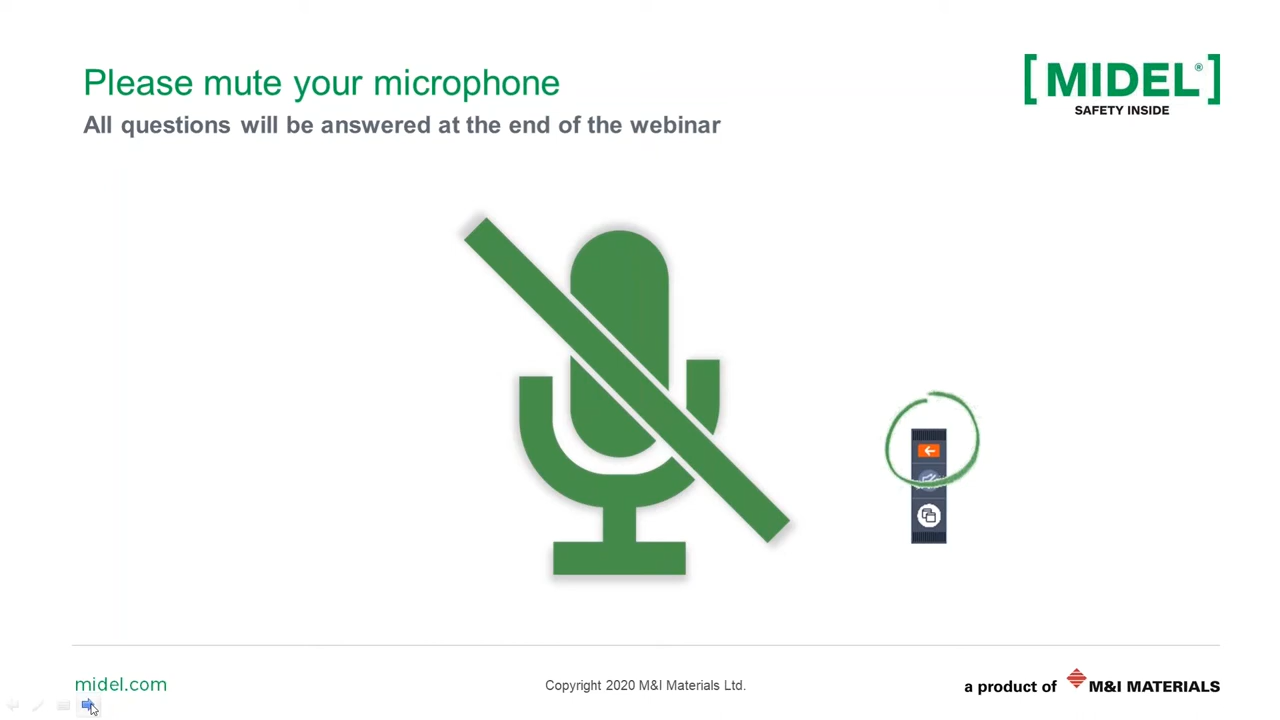 Please mute your microphone
All questions will be answered at the end of the webinar
[MIDEL®]
SAFETY INSIDE
midel.com
Copyright 2020 M&I Materials Ltd.
a product of M&I MATERIALS